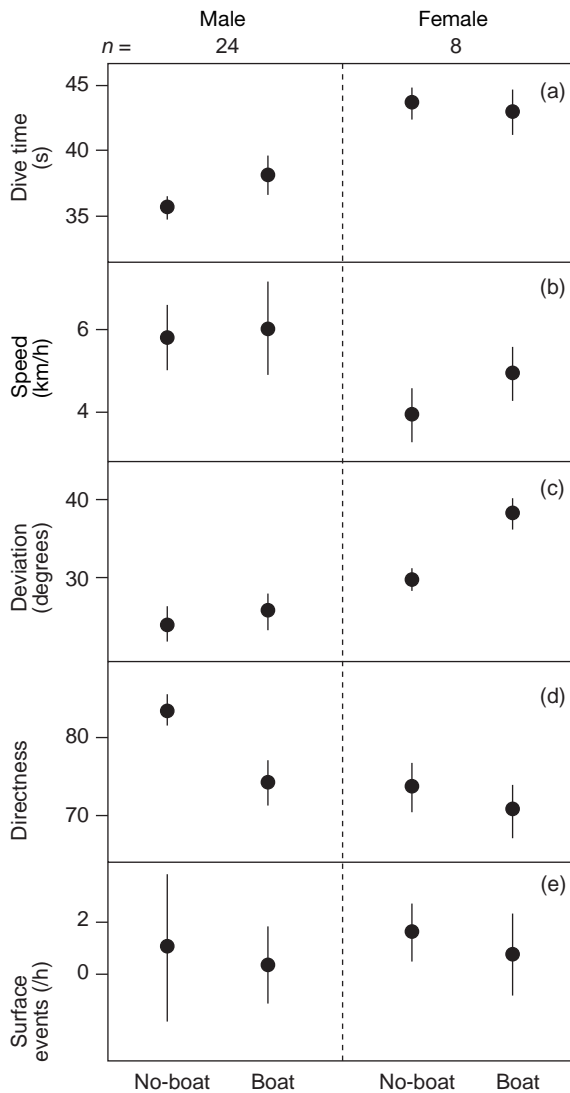 Male Female
n = 24 8
Dive time
(s)
45
40
35
(a)
Speed
(km/h)
6
4
(b)
Deviation
(degrees)
40
30
(c)
Directness
80
70
(d)
Surface
events (/h)
2
0
(e)
No-boat Boat No-boat Boat